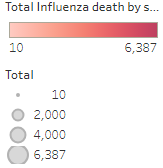 Total Influenza death by s...
10 6,387
Total
10
2,000
4,000
6,387